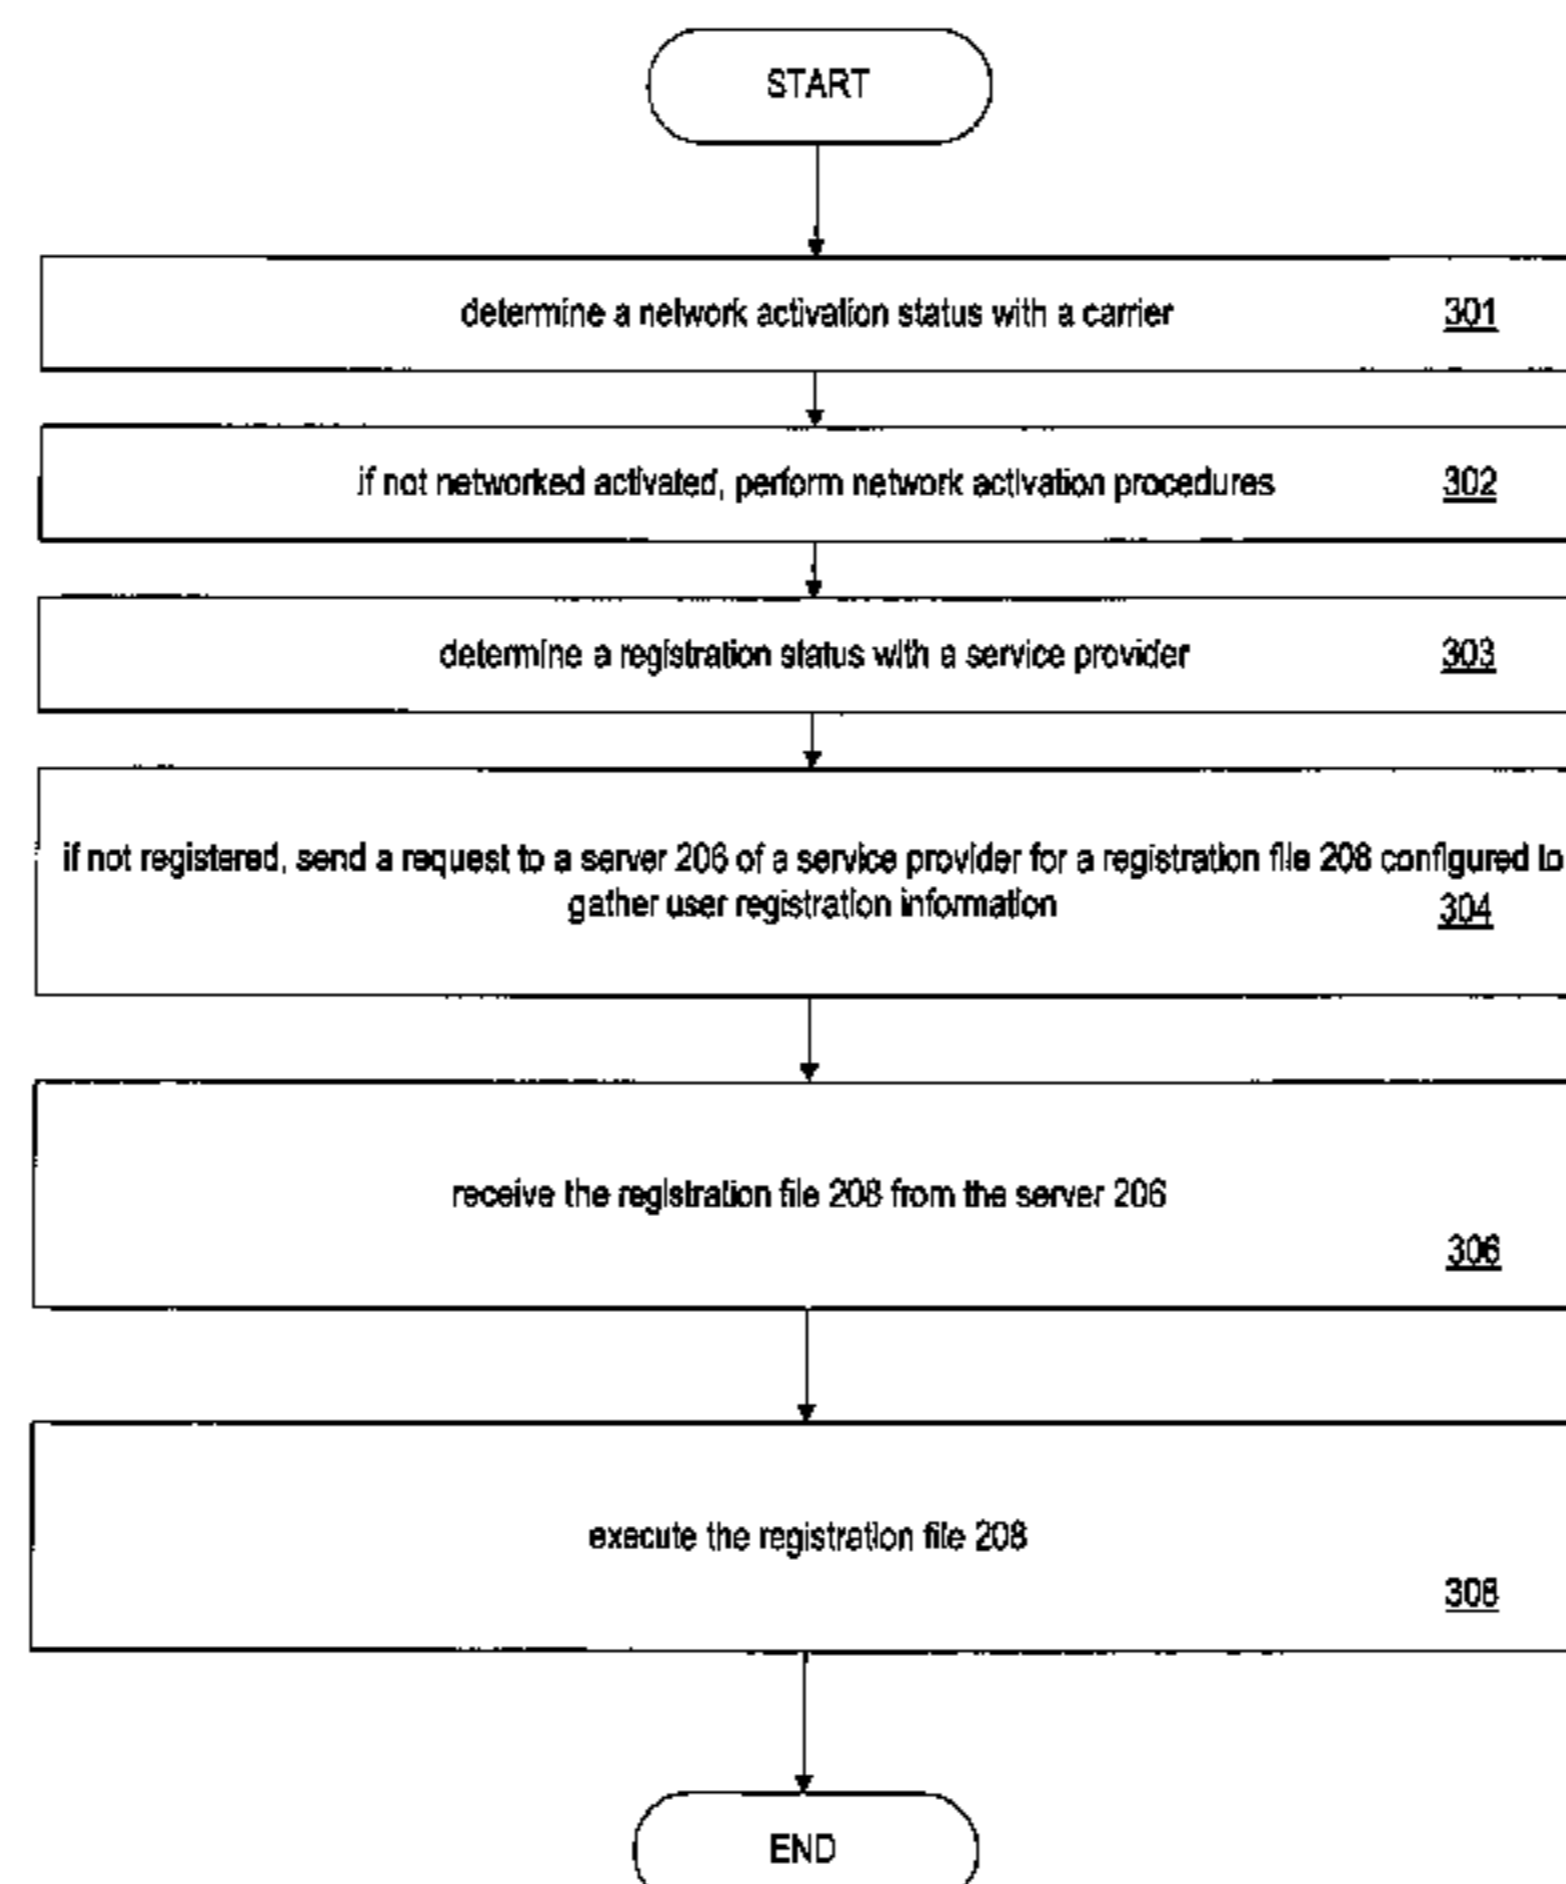 START
determine a network activation status with a carrier 301
if not networked activated, perform network activation procedures 302
determine a registration status with a service provider 303
if not registered, send a request to a server 206 of a service provider for a registration file 208 configured to
gather user registration information 304
receive the registration file 208 from the server 206
306
execute the registration file 208
308
END